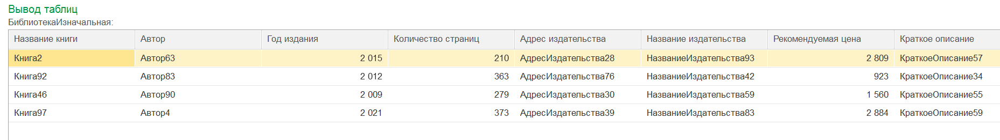 Вывод таблиц
БиблиотекаИзначальная:
Название книги Автор Год издания Количество страниц Адрес издательства Название издательства Рекомендуемая цена Краткое описание
Книга2 Автор63 2 015 210 АдресИздательства28 НазваниеИздательства93 2 809 КраткоеОписание57
Книга92 Автор83 2 012 363 АдресИздательства76 НазваниеИздательства42 923 КраткоеОписание34
Книга46 Автор90 2 009 279 АдресИздательства30 НазваниеИздательства59 1 560 КраткоеОписание55
Книга97 Автор4 2 021 373 АдресИздательства39 НазваниеИздательства83 2 884 КраткоеОписание59